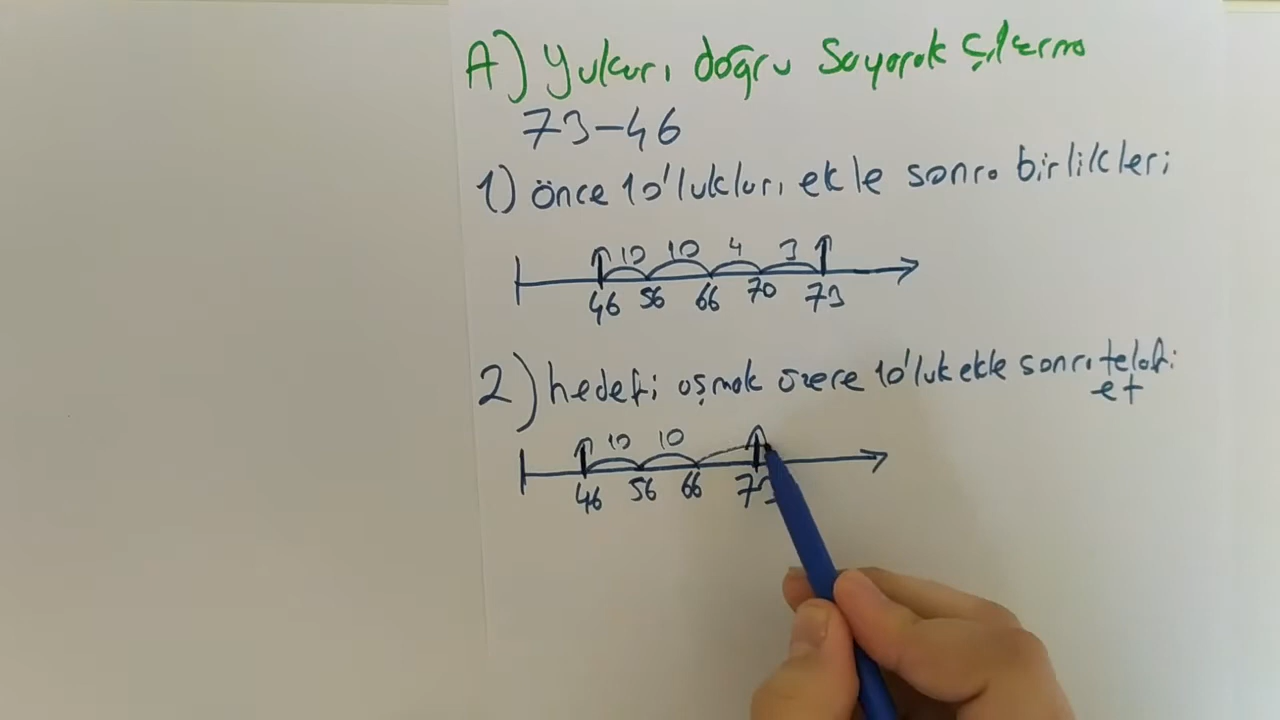 A) Yukarı doğru sayarak çıkarma
73-46
1) önce 10'lukları ekle sonra birlikleri
10 10 4 3
46 56 66 70 73
2) hedefi aşmak üzere 10'luk ekle sonra telafi
et
10 10
46 56 66 73